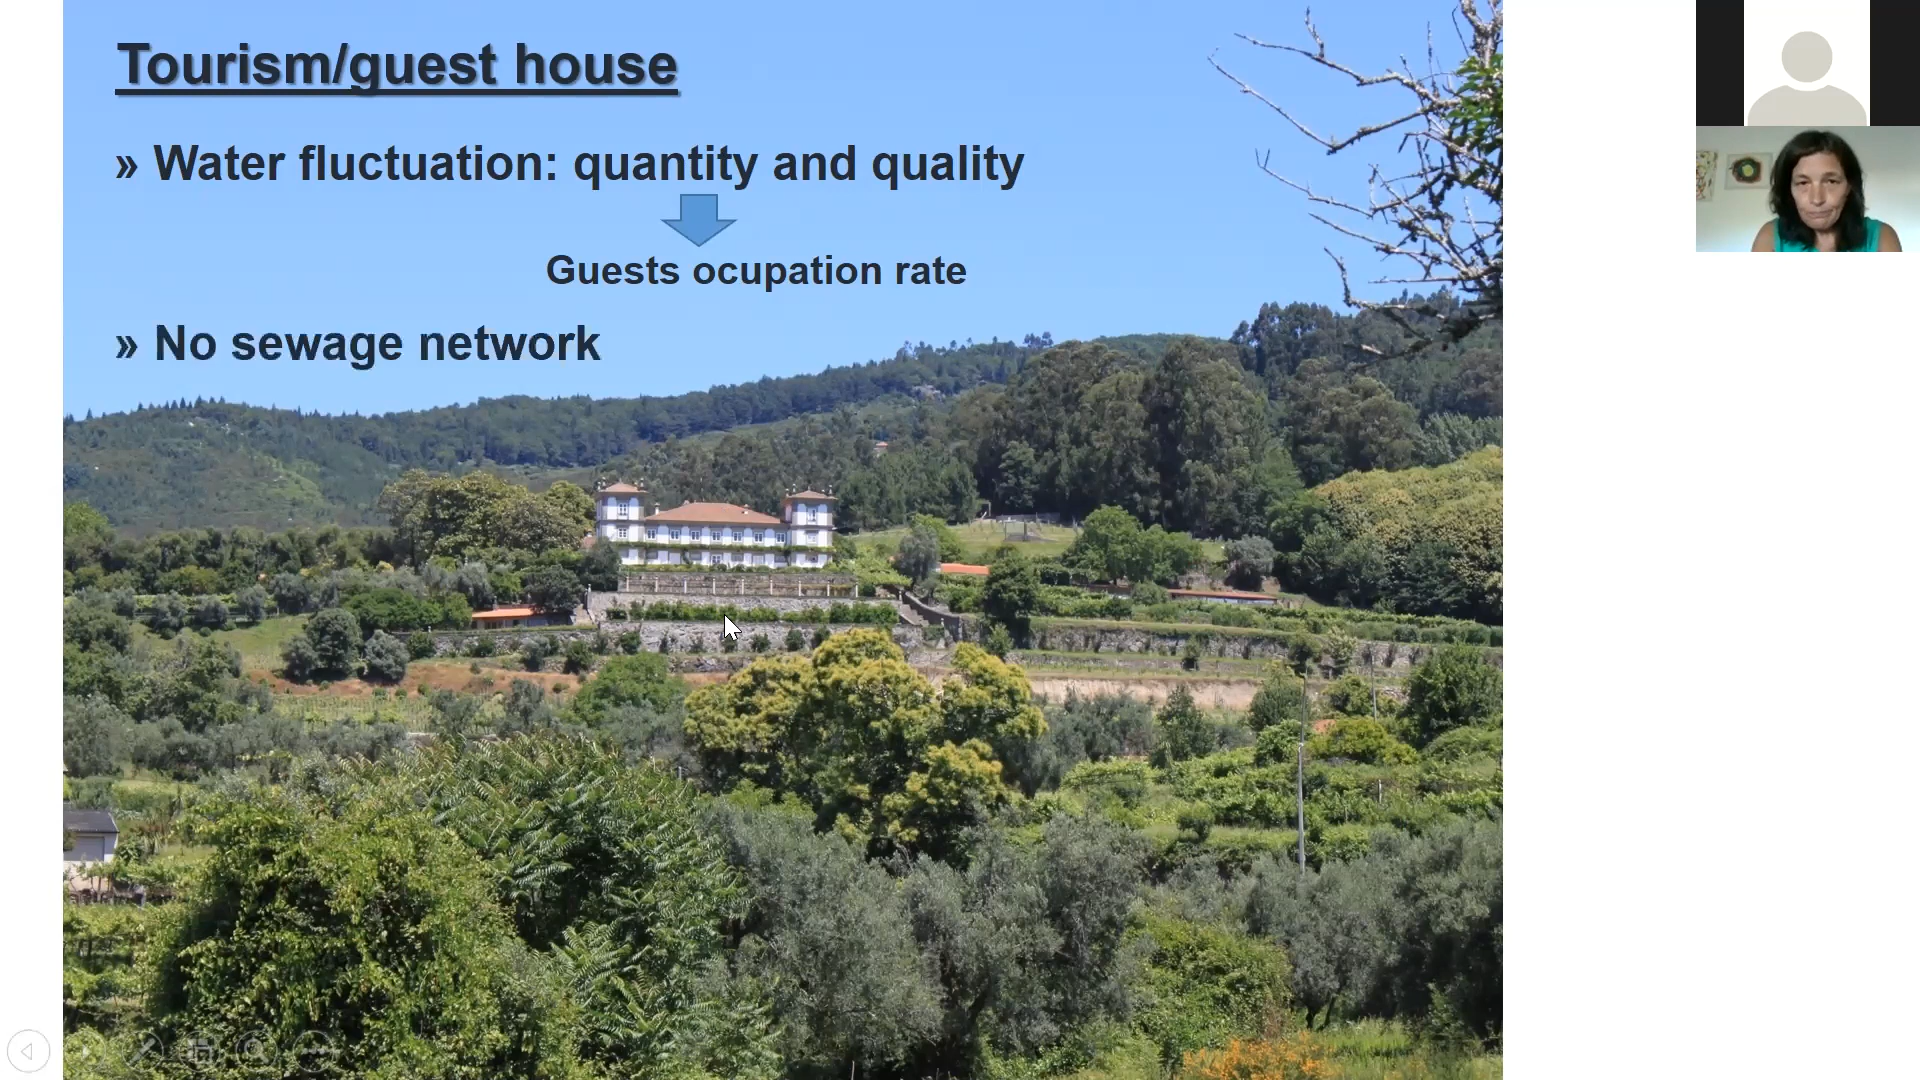 Tourism/guest house
» Water fluctuation: quantity and quality
Guests ocupation rate
» No sewage network